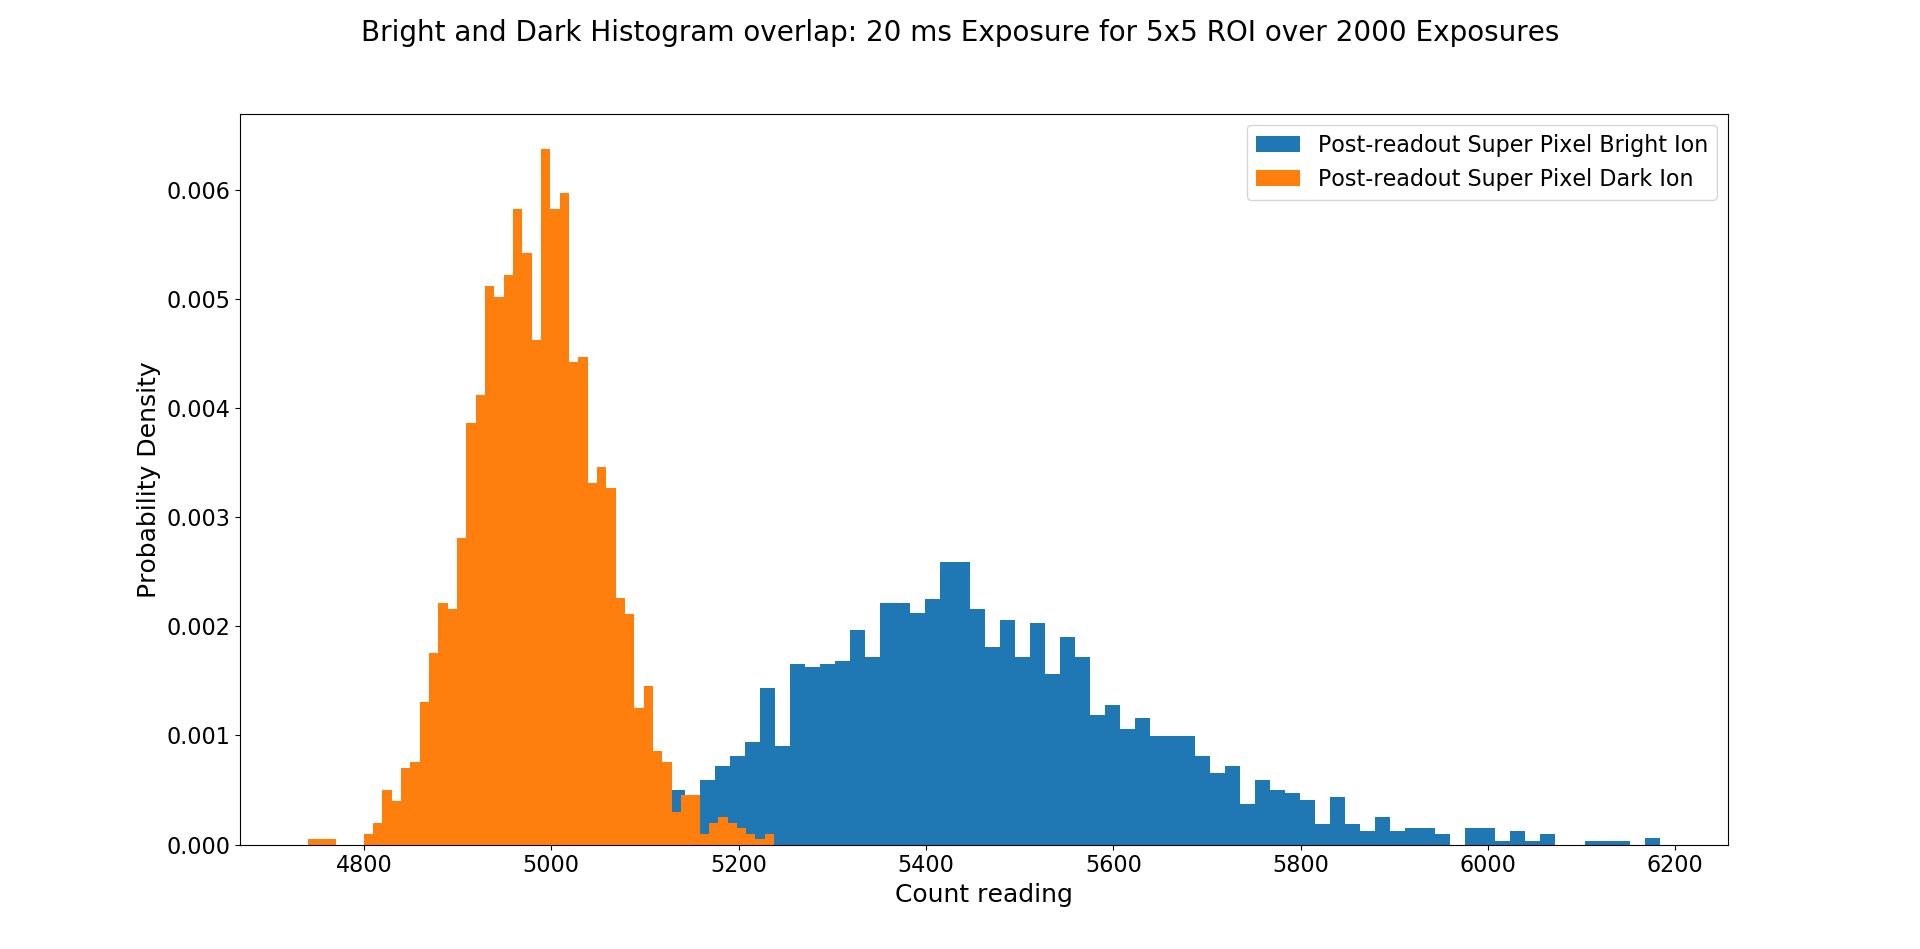 Bright and Dark Histogram overlap: 20 ms Exposure for 5x5 ROI over 2000 Exposures
Post-readout Super Pixel Bright Ion
Post-readout Super Pixel Dark Ion
Probability Density
0.006
0.005
0.004
0.003
0.002
0.001
0.000
4800 5000 5200 5400 5600 5800 6000 6200
Count reading